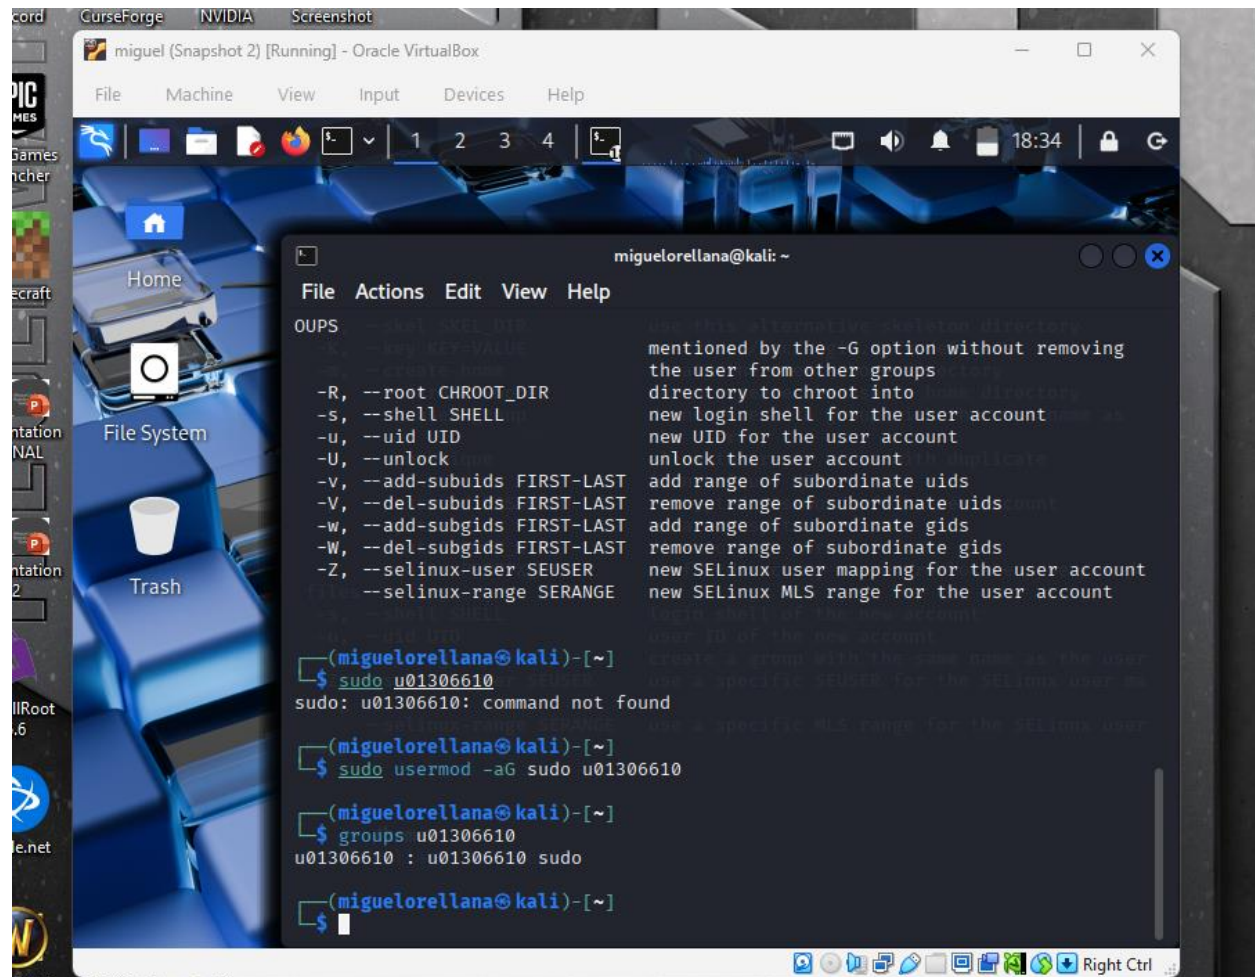 CurseForge NVIDIA Screenshot
miguel (Snapshot 2) [Running] - Oracle VirtualBox
File Machine View Input Devices Help
1 2 3 4 18:34
Home
File System
Trash
miguelorellana@kali: ~
File Actions Edit View Help
OUPS
mentioned by the -G option without removing
the user from other groups
-R, --root CHROOT_DIR directory to chroot into
-s, --shell SHELL new login shell for the user account
-u, --uid UID new UID for the user account
-U, --unlock unlock the user account
-v, --add-subuids FIRST-LAST add range of subordinate uids
-V, --del-subuids FIRST-LAST remove range of subordinate uids
-w, --add-subgids FIRST-LAST add range of subordinate gids
-W, --del-subgids FIRST-LAST remove range of subordinate gids
-Z, --selinux-user SEUSER new SELinux user mapping for the user account
--selinux-range SERANGE new SELinux MLS range for the user account
┌──(miguelorellana㉿kali)-[~]
└─$ sudo u01306610
sudo: u01306610: command not found
┌──(miguelorellana㉿kali)-[~]
└─$ sudo usermod -aG sudo u01306610
┌──(miguelorellana㉿kali)-[~]
└─$ groups u01306610
u01306610 : u01306610 sudo
┌──(miguelorellana㉿kali)-[~]
└─$
Right Ctrl